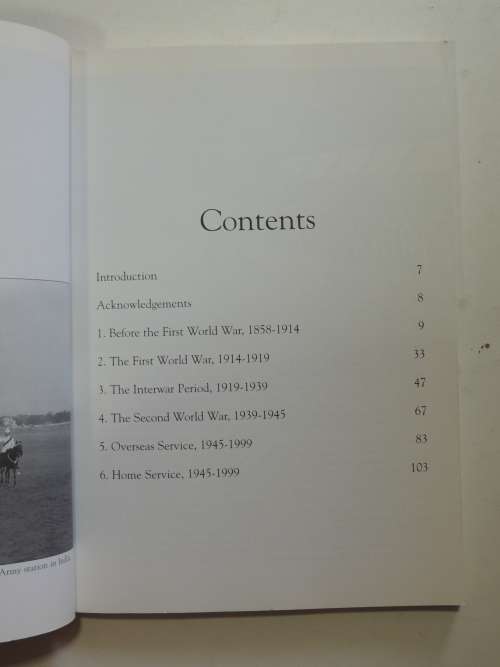 Army station in India
Contents
Introduction 7
Acknowledgements 8
1. Before the First World War, 1858-1914 9
2. The First World War, 1914-1919 33
3. The Interwar Period, 1919-1939 47
4. The Second World War, 1939-1945 67
5. Overseas Service, 1945-1999 83
6. Home Service, 1945-1999 103